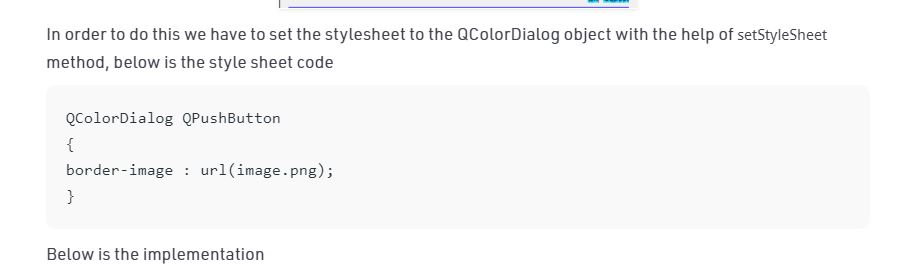 In order to do this we have to set the stylesheet to the QColorDialog object with the help of setStyleSheet
method, below is the style sheet code
QColorDialog QPushButton
{
border-image : url(image.png);
}
Below is the implementation